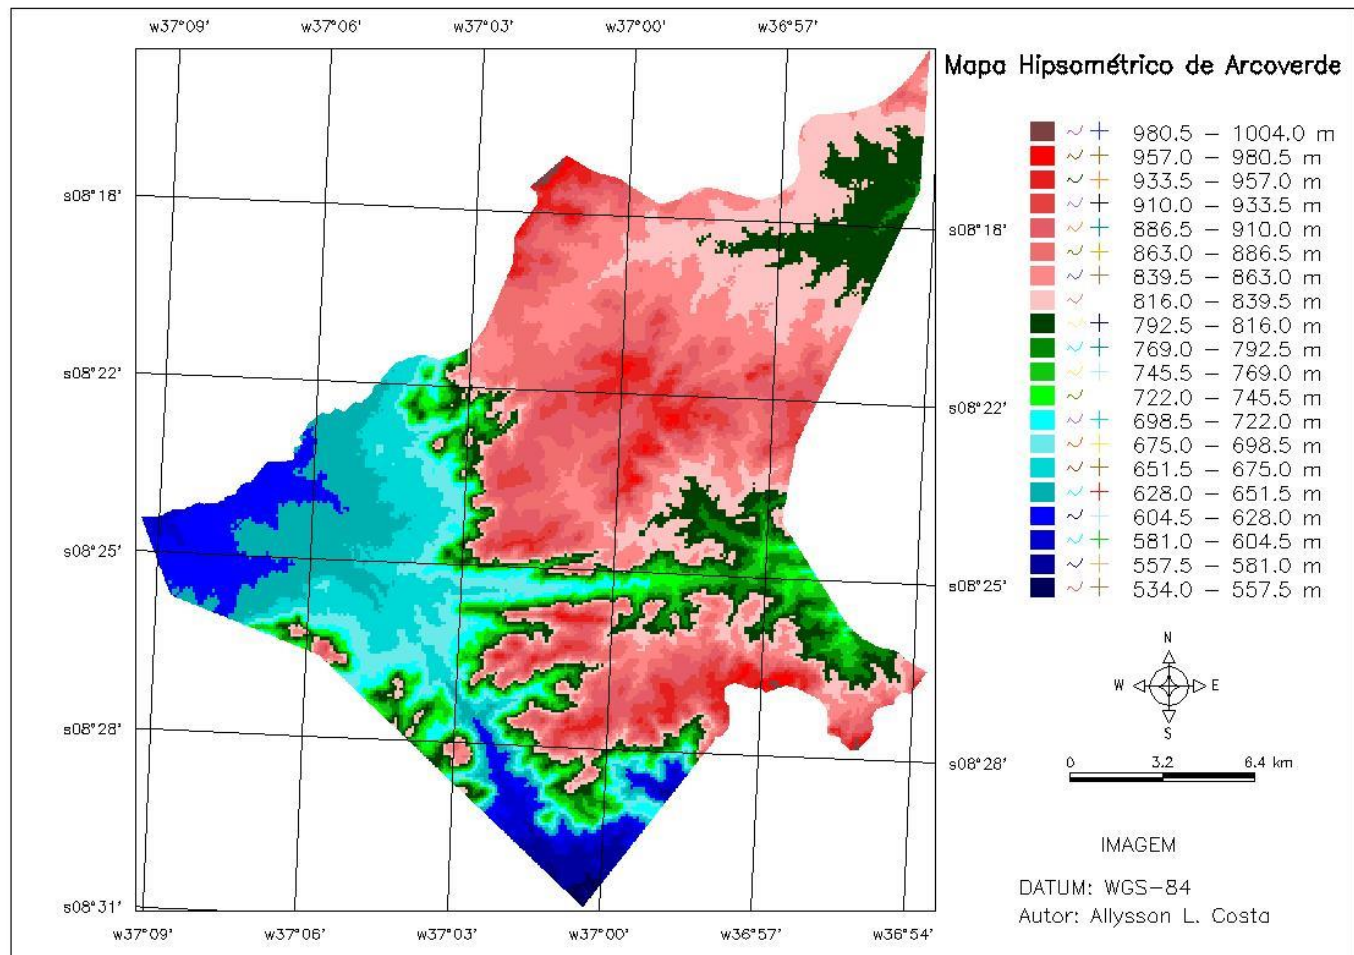 w37°09' w37°06' w37°03' w37°00' w36°57'
Mapa Hipsométrico de Arcoverde
980.5 – 1004.0 m
957.0 – 980.5 m
933.5 – 957.0 m
910.0 – 933.5 m
886.5 – 910.0 m
863.0 – 886.5 m
839.5 – 863.0 m
816.0 – 839.5 m
792.5 – 816.0 m
769.0 – 792.5 m
745.5 – 769.0 m
722.0 – 745.5 m
698.5 – 722.0 m
675.0 – 698.5 m
651.5 – 675.0 m
628.0 – 651.5 m
604.5 – 628.0 m
581.0 – 604.5 m
557.5 – 581.0 m
534.0 – 557.5 m
s08°18'
s08°22'
s08°25'
s08°28'
s08°31'
s08°18'
s08°22'
s08°25'
s08°28'
N
W E
S
0 3.2 6.4 km
IMAGEM
DATUM: WGS–84
Autor: Allysson L. Costa
w37°09' w37°06' w37°03' w37°00' w36°57' w36°54'